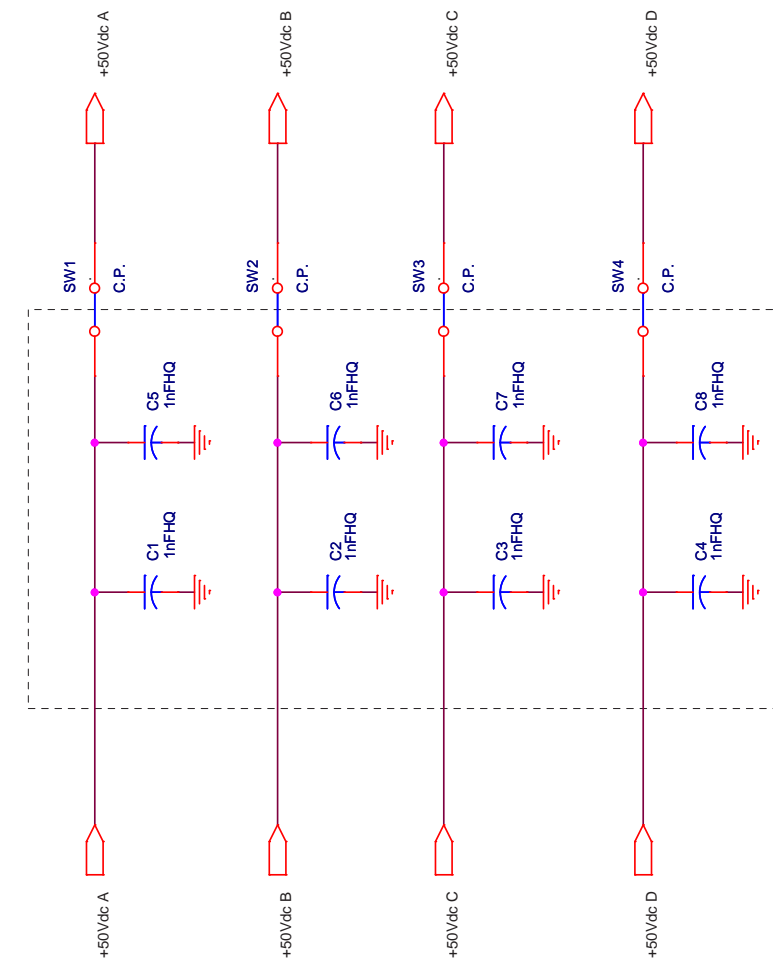 +50Vdc A
+50Vdc B
+50Vdc C
+50Vdc D
SW1
C.P.
SW2
C.P.
SW3
C.P.
SW4
C.P.
C5
1nFHQ
C6
1nFHQ
C7
1nFHQ
C8
1nFHQ
C1
1nFHQ
C2
1nFHQ
C3
1nFHQ
C4
1nFHQ
+50Vdc A
+50Vdc B
+50Vdc C
+50Vdc D